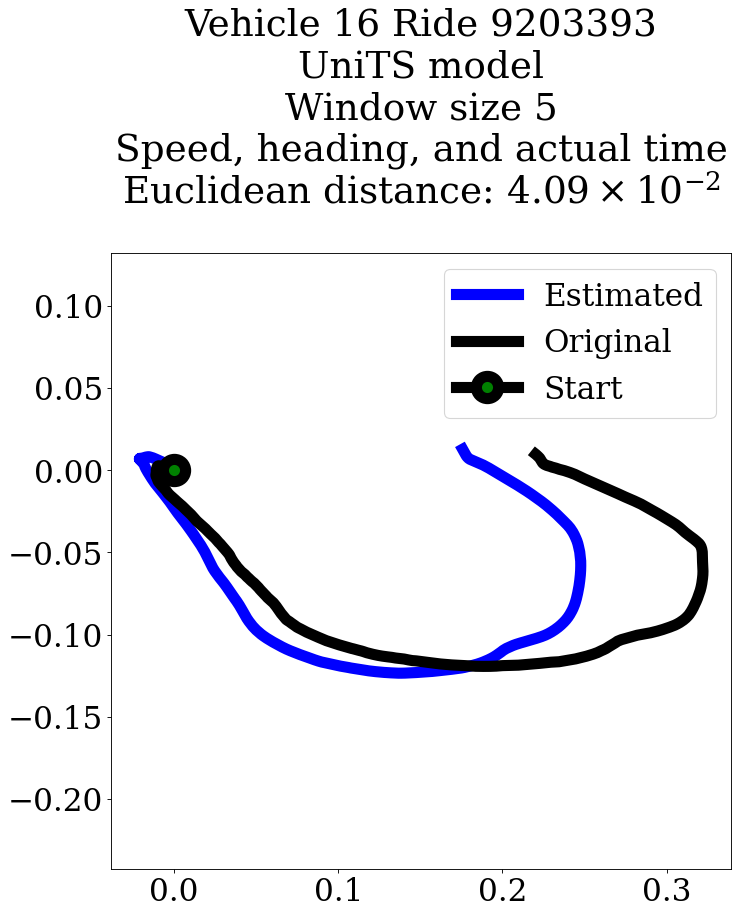 Vehicle 16 Ride 9203393
UniTS model
Window size 5
Speed, heading, and actual time
Euclidean distance: 4.09 × 10⁻²
Estimated
Original
Start
0.10
0.05
0.00
−0.05
−0.10
−0.15
−0.20
0.0 0.1 0.2 0.3